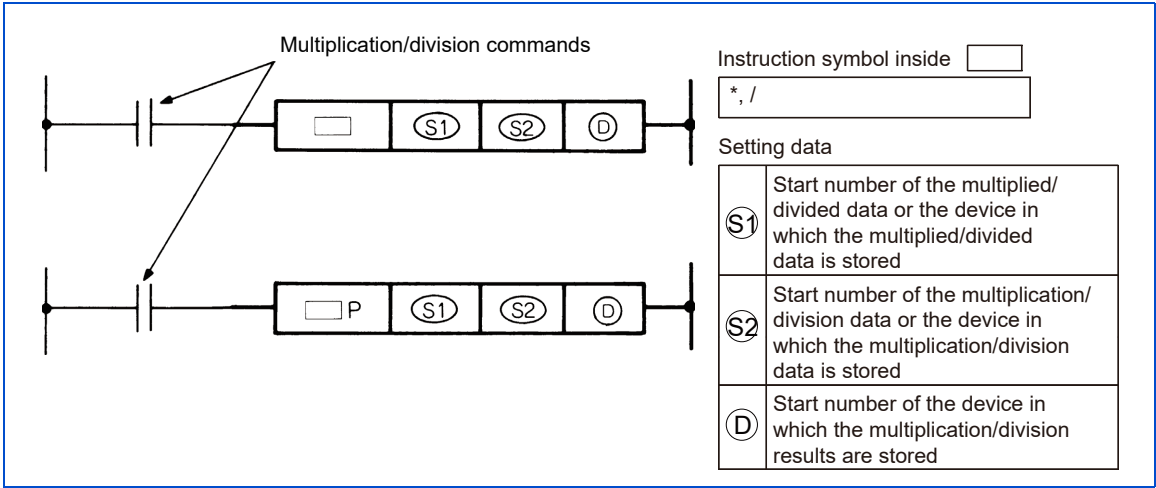 Multiplication/division commands
S1 S2 D
P S1 S2 D
Instruction symbol inside
*, /
Setting data
S1
Start number of the multiplied/
divided data or the device in
which the multiplied/divided
data is stored
S2
Start number of the multiplication/
division data or the device in
which the multiplication/division
data is stored
D
Start number of the device in
which the multiplication/division
results are stored